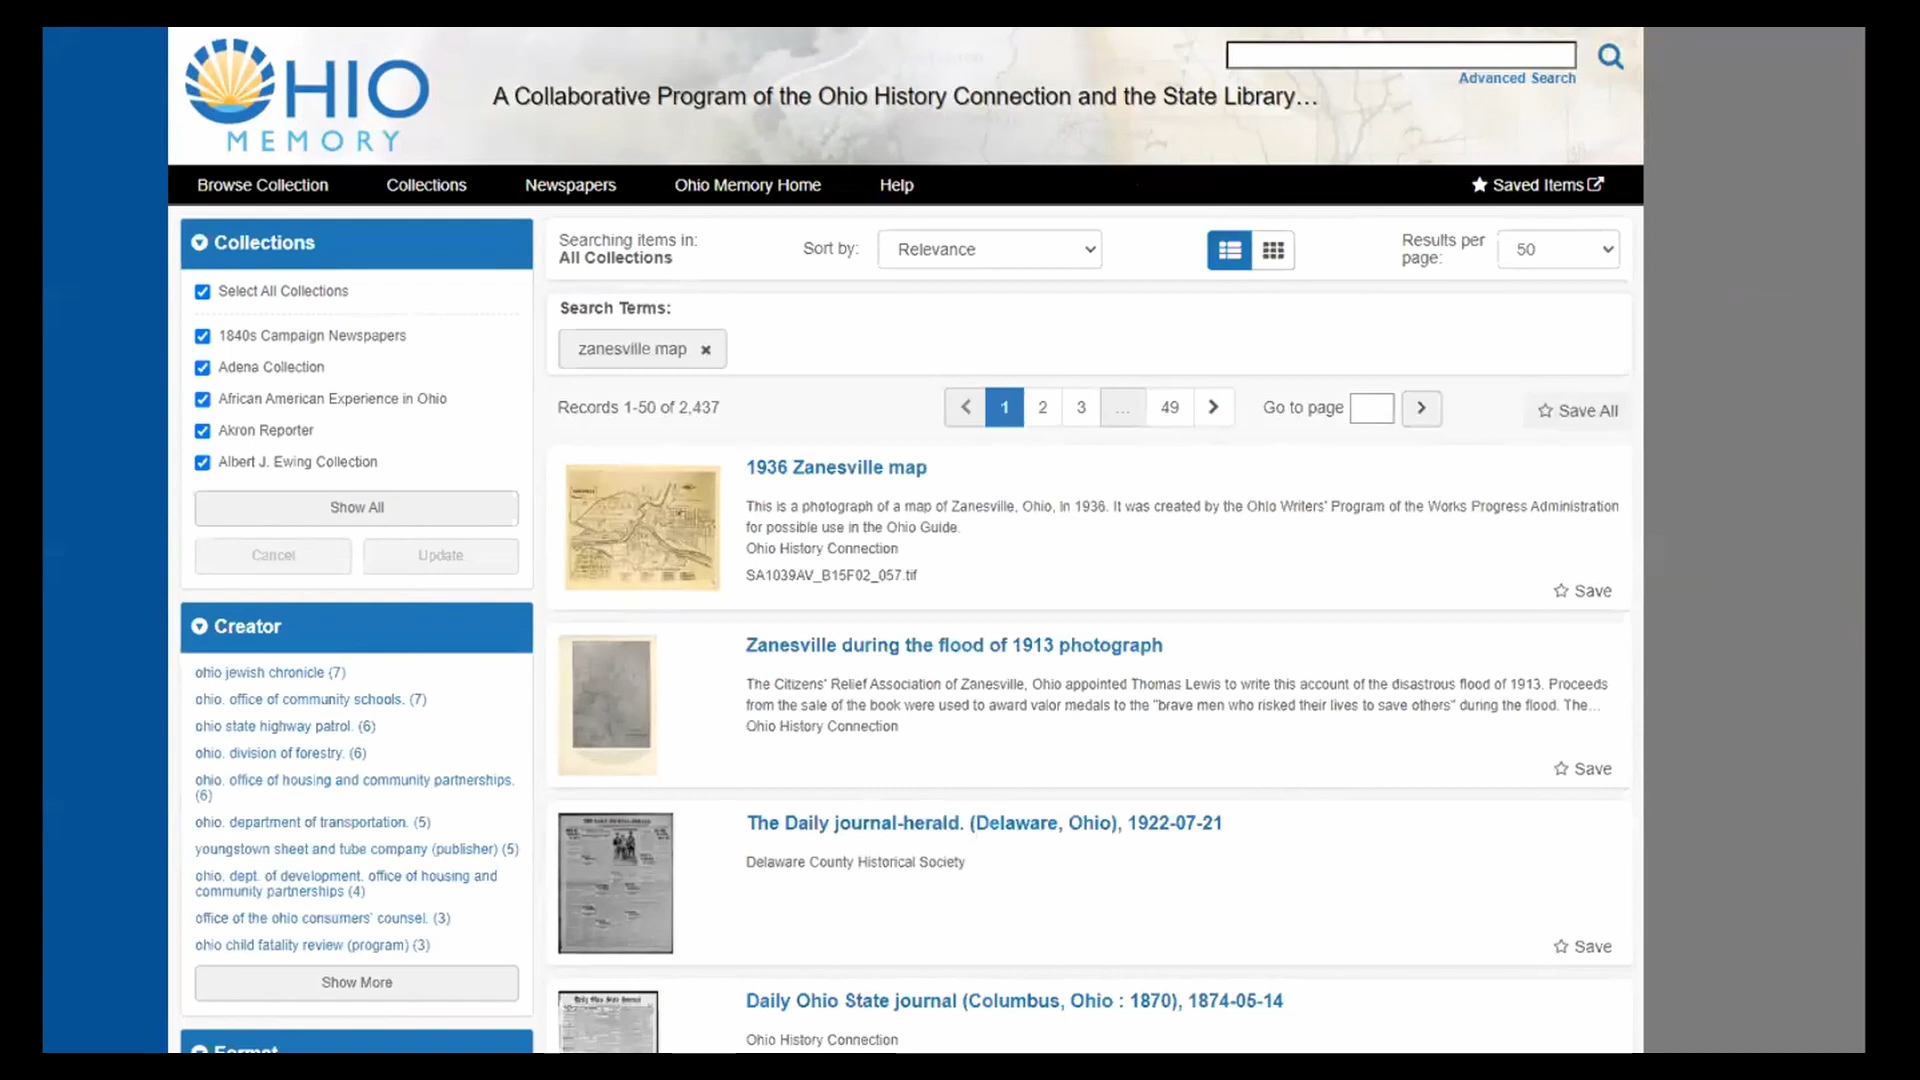 OHIO
MEMORY
A Collaborative Program of the Ohio History Connection and the State Library…
Advanced Search
Browse Collection
Collections
Newspapers
Ohio Memory Home
Help
Saved Items
Collections
Select All Collections
1840s Campaign Newspapers
Adena Collection
African American Experience in Ohio
Akron Reporter
Albert J. Ewing Collection
Show All
Cancel
Update
Creator
ohio jewish chronicle (7)
ohio. office of community schools. (7)
ohio state highway patrol. (6)
ohio. division of forestry. (6)
ohio. office of housing and community partnerships.
(6)
ohio. department of transportation. (5)
youngstown sheet and tube company (publisher) (5)
ohio. dept. of development. office of housing and
community partnerships (4)
office of the ohio consumers' counsel. (3)
ohio child fatality review (program) (3)
Show More
Format
Searching items in:
All Collections
Sort by:
Relevance
Results per
page:
50
Search Terms:
zanesville map
Records 1-50 of 2,437
1
2
3
...
49
Go to page
Save All
1936 Zanesville map
This is a photograph of a map of Zanesville, Ohio, in 1936. It was created by the Ohio Writers' Program of the Works Progress Administration
for possible use in the Ohio Guide.
Ohio History Connection
SA1039AV_B15F02_057.tif
Save
Zanesville during the flood of 1913 photograph
The Citizens' Relief Association of Zanesville, Ohio appointed Thomas Lewis to write this account of the disastrous flood of 1913. Proceeds
from the sale of the book were used to award valor medals to the "brave men who risked their lives to save others" during the flood. The...
Ohio History Connection
Save
The Daily journal-herald. (Delaware, Ohio), 1922-07-21
Delaware County Historical Society
Save
Daily Ohio State journal (Columbus, Ohio : 1870), 1874-05-14
Ohio History Connection